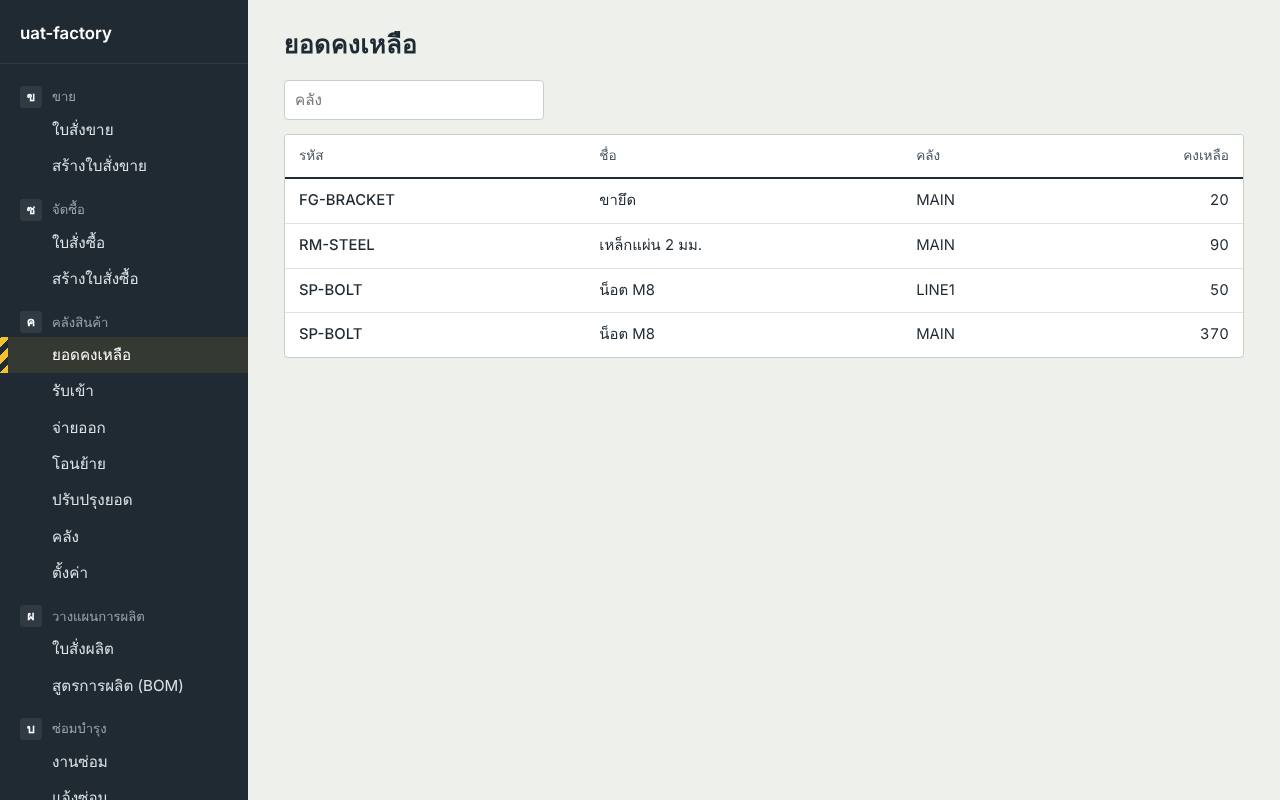 uat-factory
ข ขาย
ใบสั่งขาย
สร้างใบสั่งขาย
ซ จัดซื้อ
ใบสั่งซื้อ
สร้างใบสั่งซื้อ
ค คลังสินค้า
ยอดคงเหลือ
รับเข้า
จ่ายออก
โอนย้าย
ปรับปรุงยอด
คลัง
ตั้งค่า
ผ วางแผนการผลิต
ใบสั่งผลิต
สูตรการผลิต (BOM)
บ ซ่อมบำรุง
งานซ่อม
แจ้งซ่อม
ยอดคงเหลือ
คลัง
รหัส ชื่อ คลัง คงเหลือ
FG-BRACKET ขายึด MAIN 20
RM-STEEL เหล็กแผ่น 2 มม. MAIN 90
SP-BOLT น็อต M8 LINE1 50
SP-BOLT น็อต M8 MAIN 370